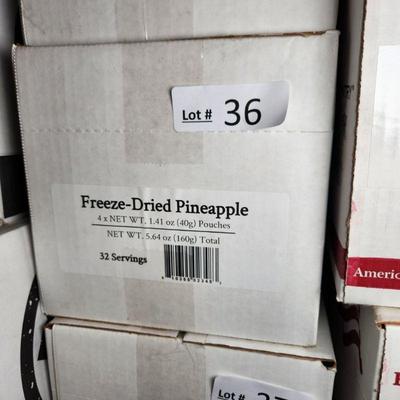 Lot # 36
Freeze-Dried Pineapple
4 x NET WT. 1.41 oz (40g) Pouches
NET WT. 5.64 oz (160g) Total
32 Servings
Americ
Lot #